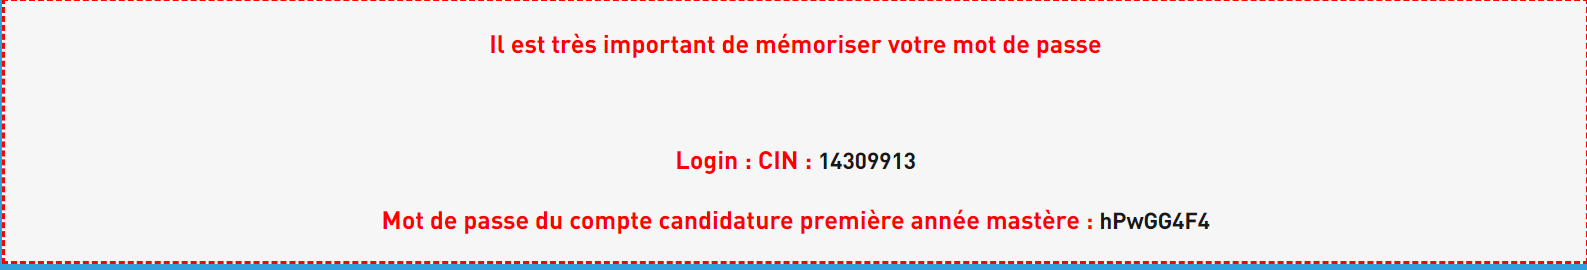 Il est très important de mémoriser votre mot de passe
Login : CIN : 14309913
Mot de passe du compte candidature première année mastère : hPwGG4F4